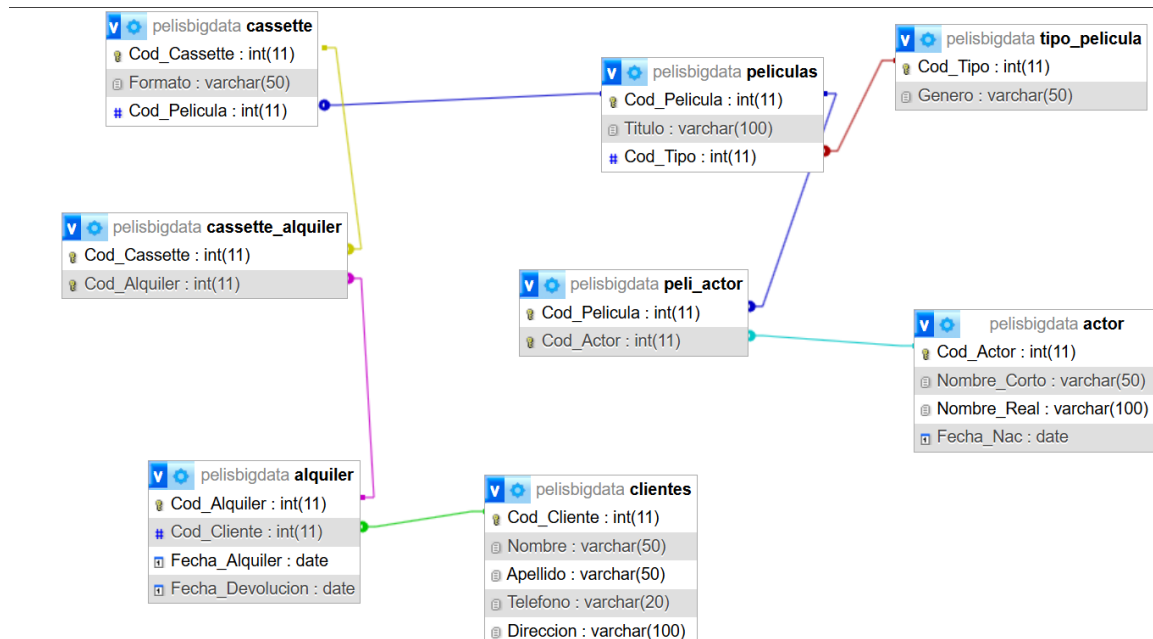 pelisbigdata cassette
Cod_Cassette : int(11)
Formato : varchar(50)
# Cod_Pelicula : int(11)
pelisbigdata peliculas
Cod_Pelicula : int(11)
Titulo : varchar(100)
# Cod_Tipo : int(11)
pelisbigdata tipo_pelicula
Cod_Tipo : int(11)
Genero : varchar(50)
pelisbigdata cassette_alquiler
Cod_Cassette : int(11)
Cod_Alquiler : int(11)
pelisbigdata peli_actor
Cod_Pelicula : int(11)
Cod_Actor : int(11)
pelisbigdata actor
Cod_Actor : int(11)
Nombre_Corto : varchar(50)
Nombre_Real : varchar(100)
Fecha_Nac : date
pelisbigdata alquiler
Cod_Alquiler : int(11)
# Cod_Cliente : int(11)
Fecha_Alquiler : date
Fecha_Devolucion : date
pelisbigdata clientes
Cod_Cliente : int(11)
Nombre : varchar(50)
Apellido : varchar(50)
Telefono : varchar(20)
Direccion : varchar(100)